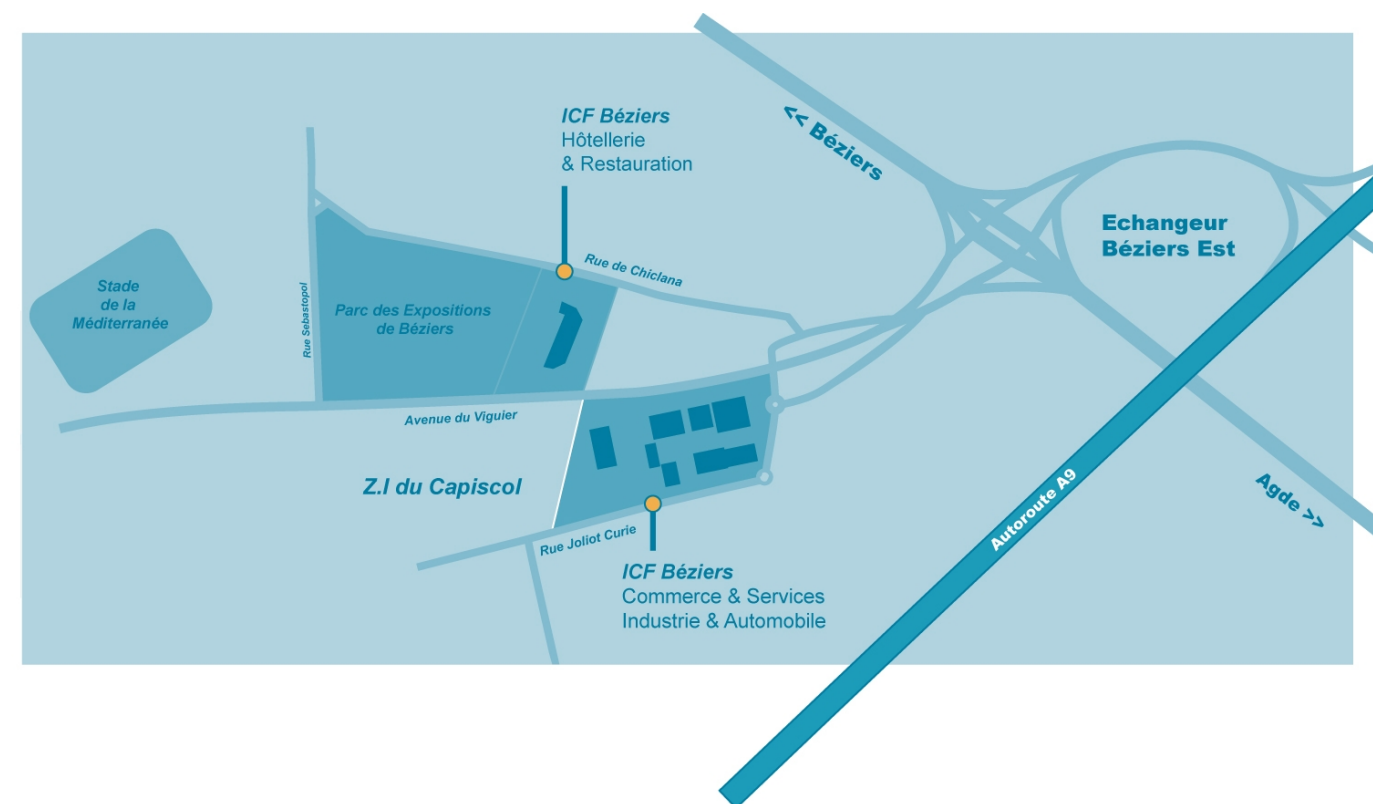 ICF Béziers
Hôtellerie
& Restauration
<< Béziers
Echangeur
Béziers Est
Rue de Chiclana
Stade
de la
Méditerranée
Rue Sebastopol
Parc des Expositions
de Béziers
Avenue du Viguier
Z.I du Capiscol
Rue Joliot Curie
ICF Béziers
Commerce & Services
Industrie & Automobile
Autoroute A9
Agde >>